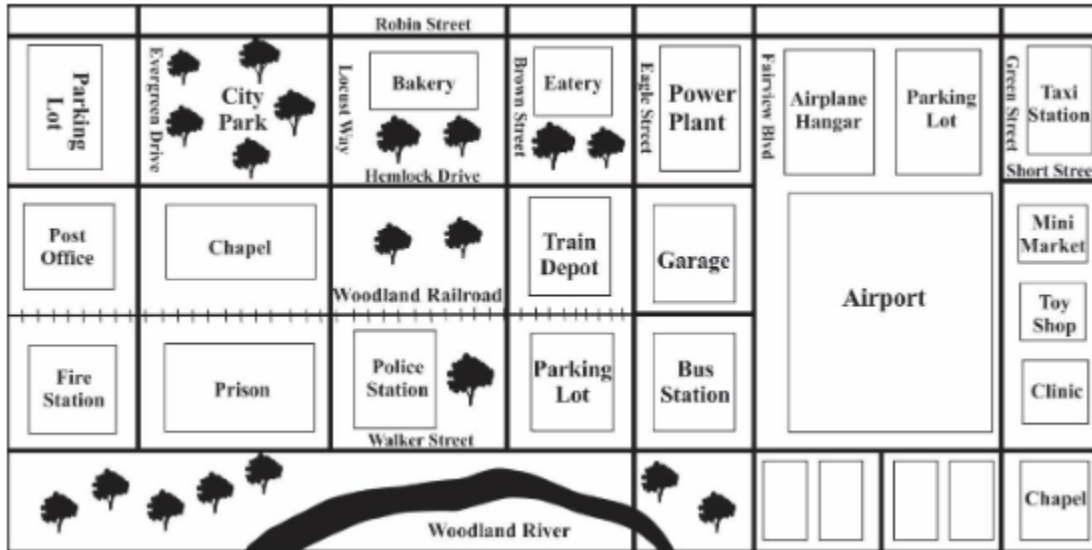 Robin Street
Parking
Lot
Evergreen Drive
City
Park
Locust Way
Bakery
Brown Street
Eatery
Eagle Street
Power
Plant
Fairview Blvd
Airplane
Hangar
Parking
Lot
Green Street
Taxi
Station
Hemlock Drive
Short Stree
Post
Office
Chapel
Train
Depot
Garage
Mini
Market
Woodland Railroad
Airport
Toy
Shop
Fire
Station
Prison
Police
Station
Parking
Lot
Bus
Station
Clinic
Walker Street
Woodland River
Chapel